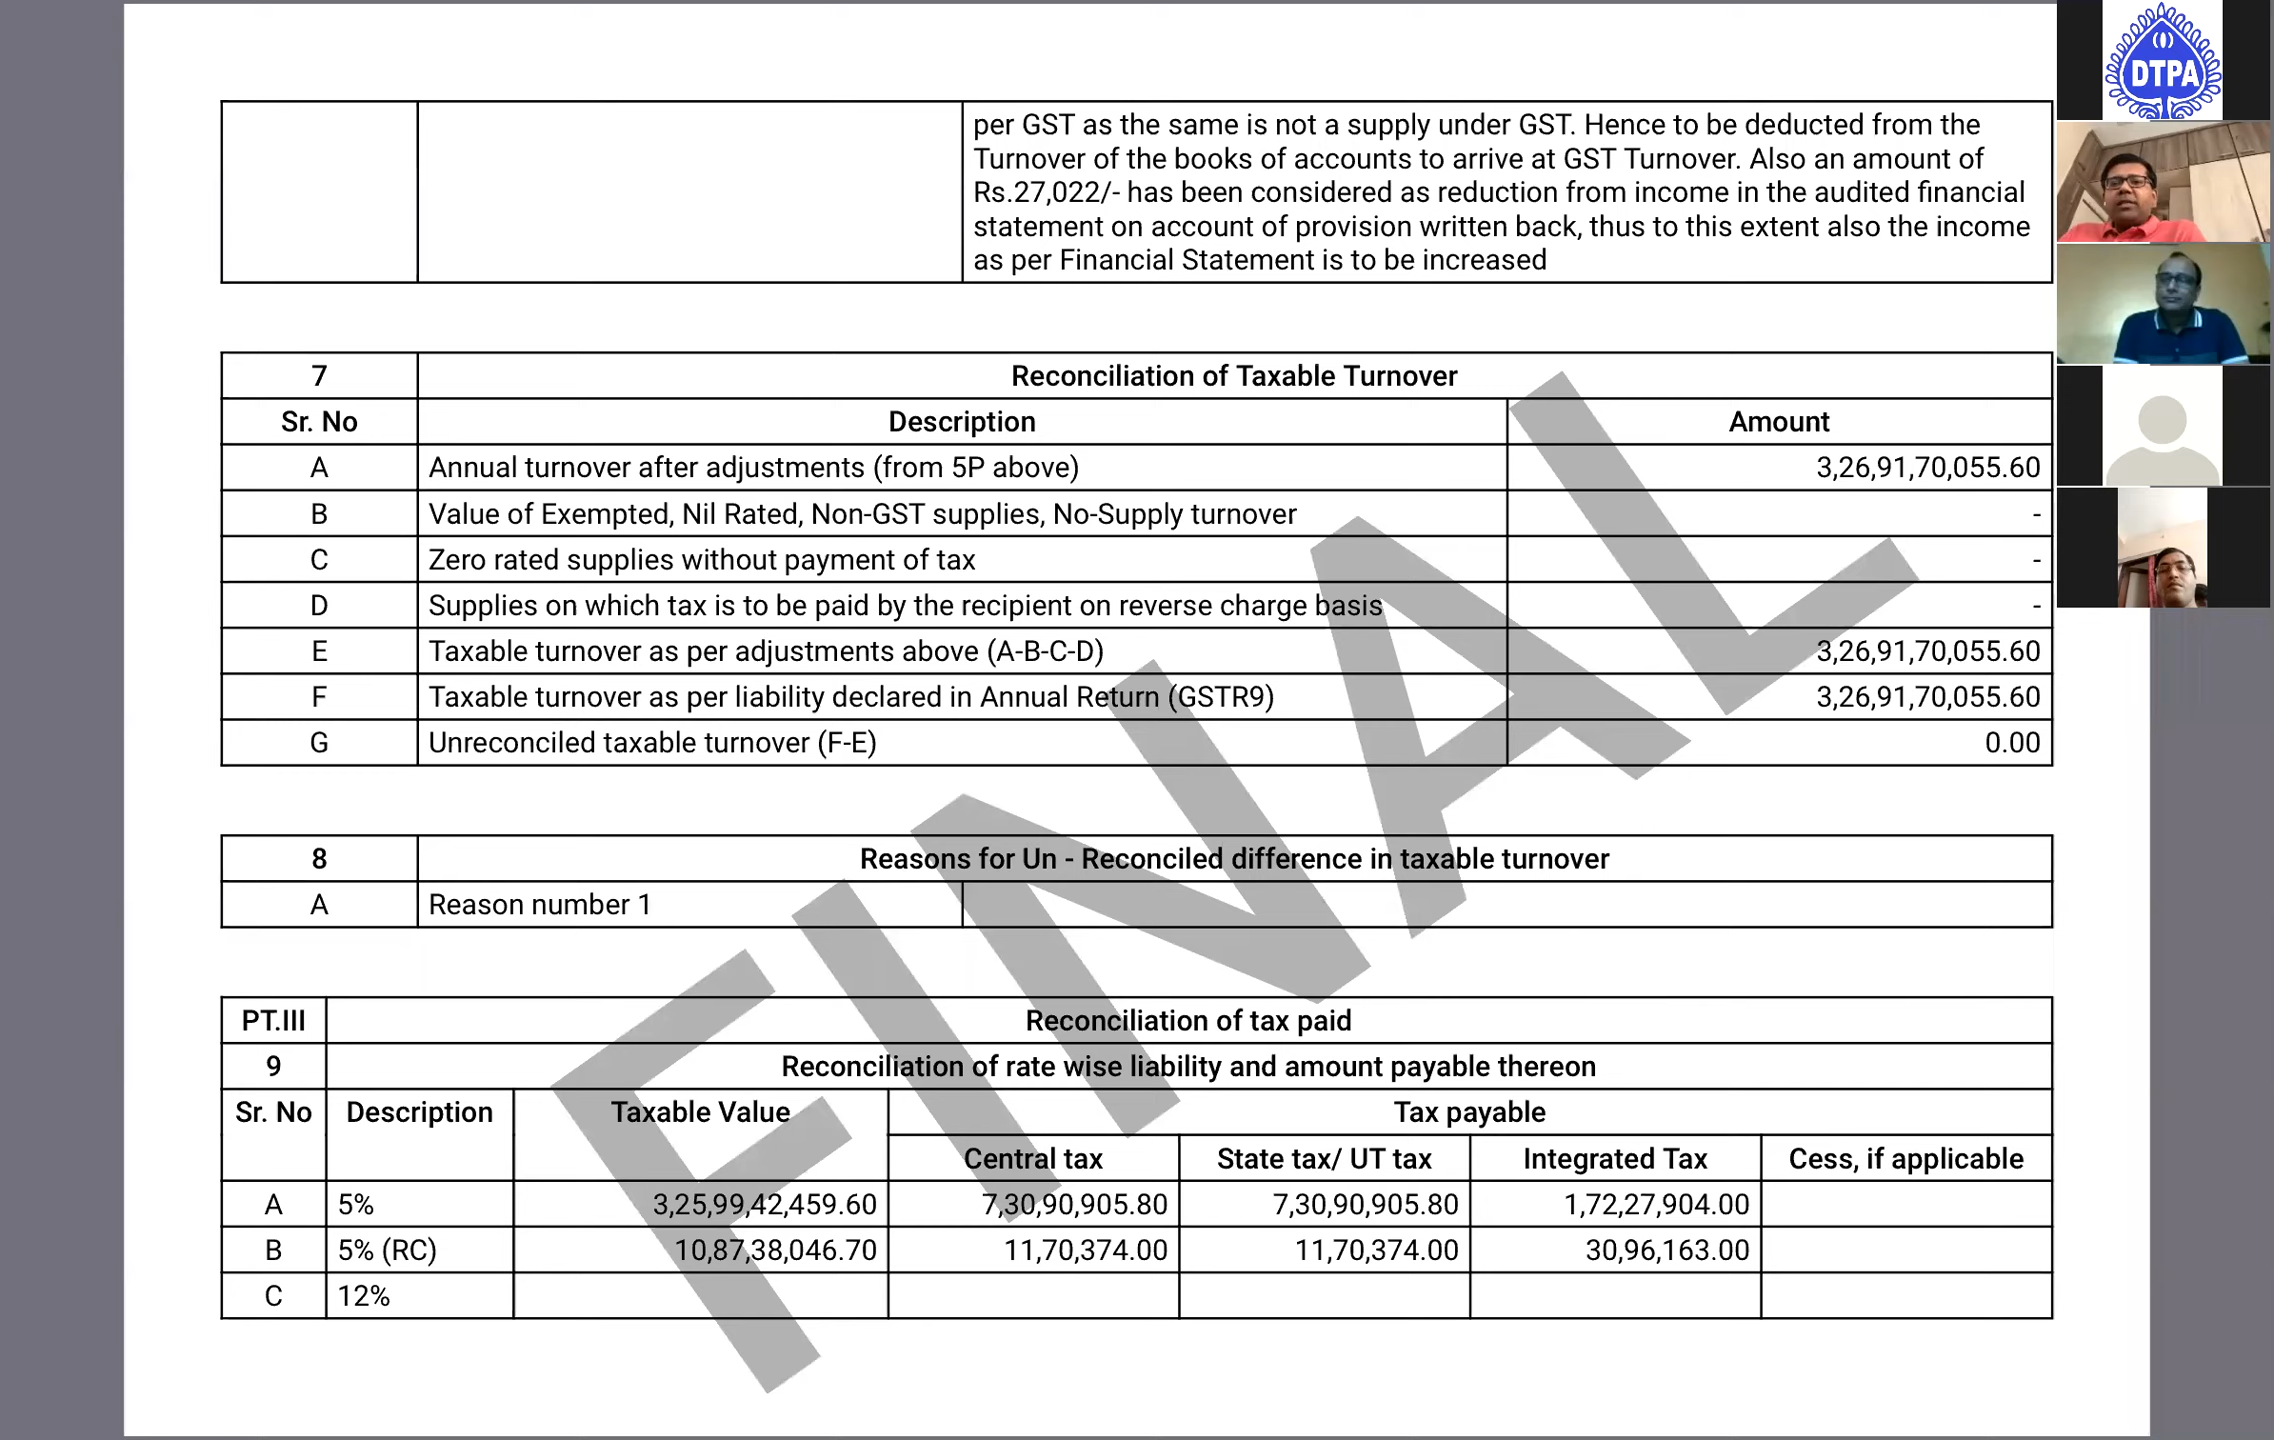 DTPA
per GST as the same is not a supply under GST. Hence to be deducted from the
Turnover of the books of accounts to arrive at GST Turnover. Also an amount of
Rs.27,022/- has been considered as reduction from income in the audited financial
statement on account of provision written back, thus to this extent also the income
as per Financial Statement is to be increased
7 Reconciliation of Taxable Turnover
Sr. No Description Amount
A Annual turnover after adjustments (from 5P above) 3,26,91,70,055.60
B Value of Exempted, Nil Rated, Non-GST supplies, No-Supply turnover -
C Zero rated supplies without payment of tax -
D Supplies on which tax is to be paid by the recipient on reverse charge basis -
E Taxable turnover as per adjustments above (A-B-C-D) 3,26,91,70,055.60
F Taxable turnover as per liability declared in Annual Return (GSTR9) 3,26,91,70,055.60
G Unreconciled taxable turnover (F-E) 0.00
8 Reasons for Un - Reconciled difference in taxable turnover
A Reason number 1
PT.III Reconciliation of tax paid
9 Reconciliation of rate wise liability and amount payable thereon
Sr. No Description Taxable Value Tax payable
Central tax State tax/ UT tax Integrated Tax Cess, if applicable
A 5% 3,25,99,42,459.60 7,30,90,905.80 7,30,90,905.80 1,72,27,904.00
B 5% (RC) 10,87,38,046.70 11,70,374.00 11,70,374.00 30,96,163.00
C 12%
FINAL